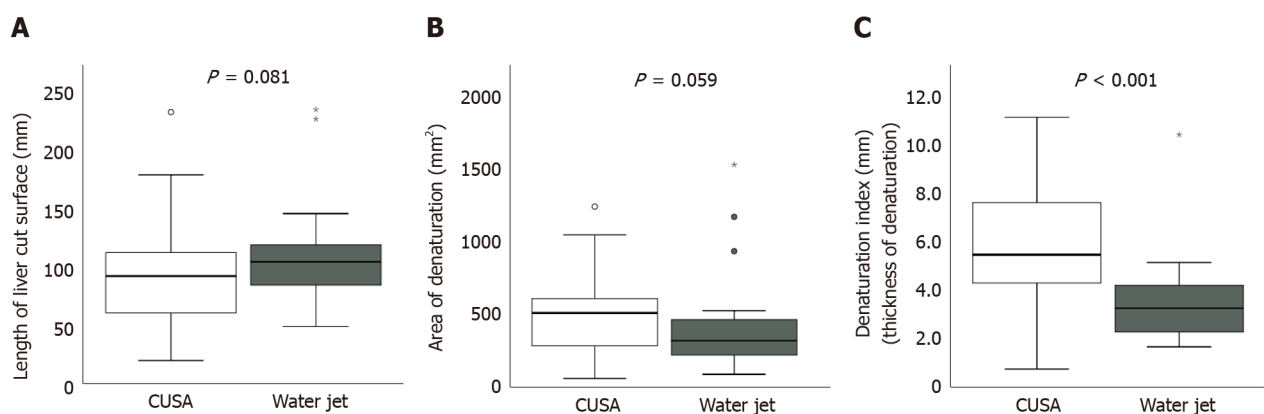 A
P = 0.081
Length of liver cut surface (mm)
250
200
150
100
50
0
CUSA Water jet
B
P = 0.059
Area of denaturation (mm²)
2000
1500
1000
500
0
CUSA Water jet
C
P < 0.001
Denaturation index (mm)
(thickness of denaturation)
12.0
10.0
8.0
6.0
4.0
2.0
0
CUSA Water jet